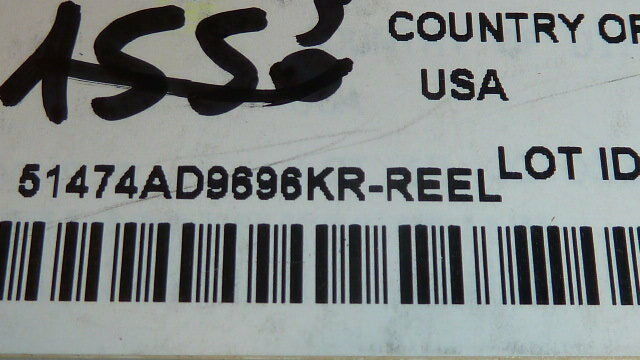 COUNTRY OF
USA
LOT ID
51474AD9696KR-REEL